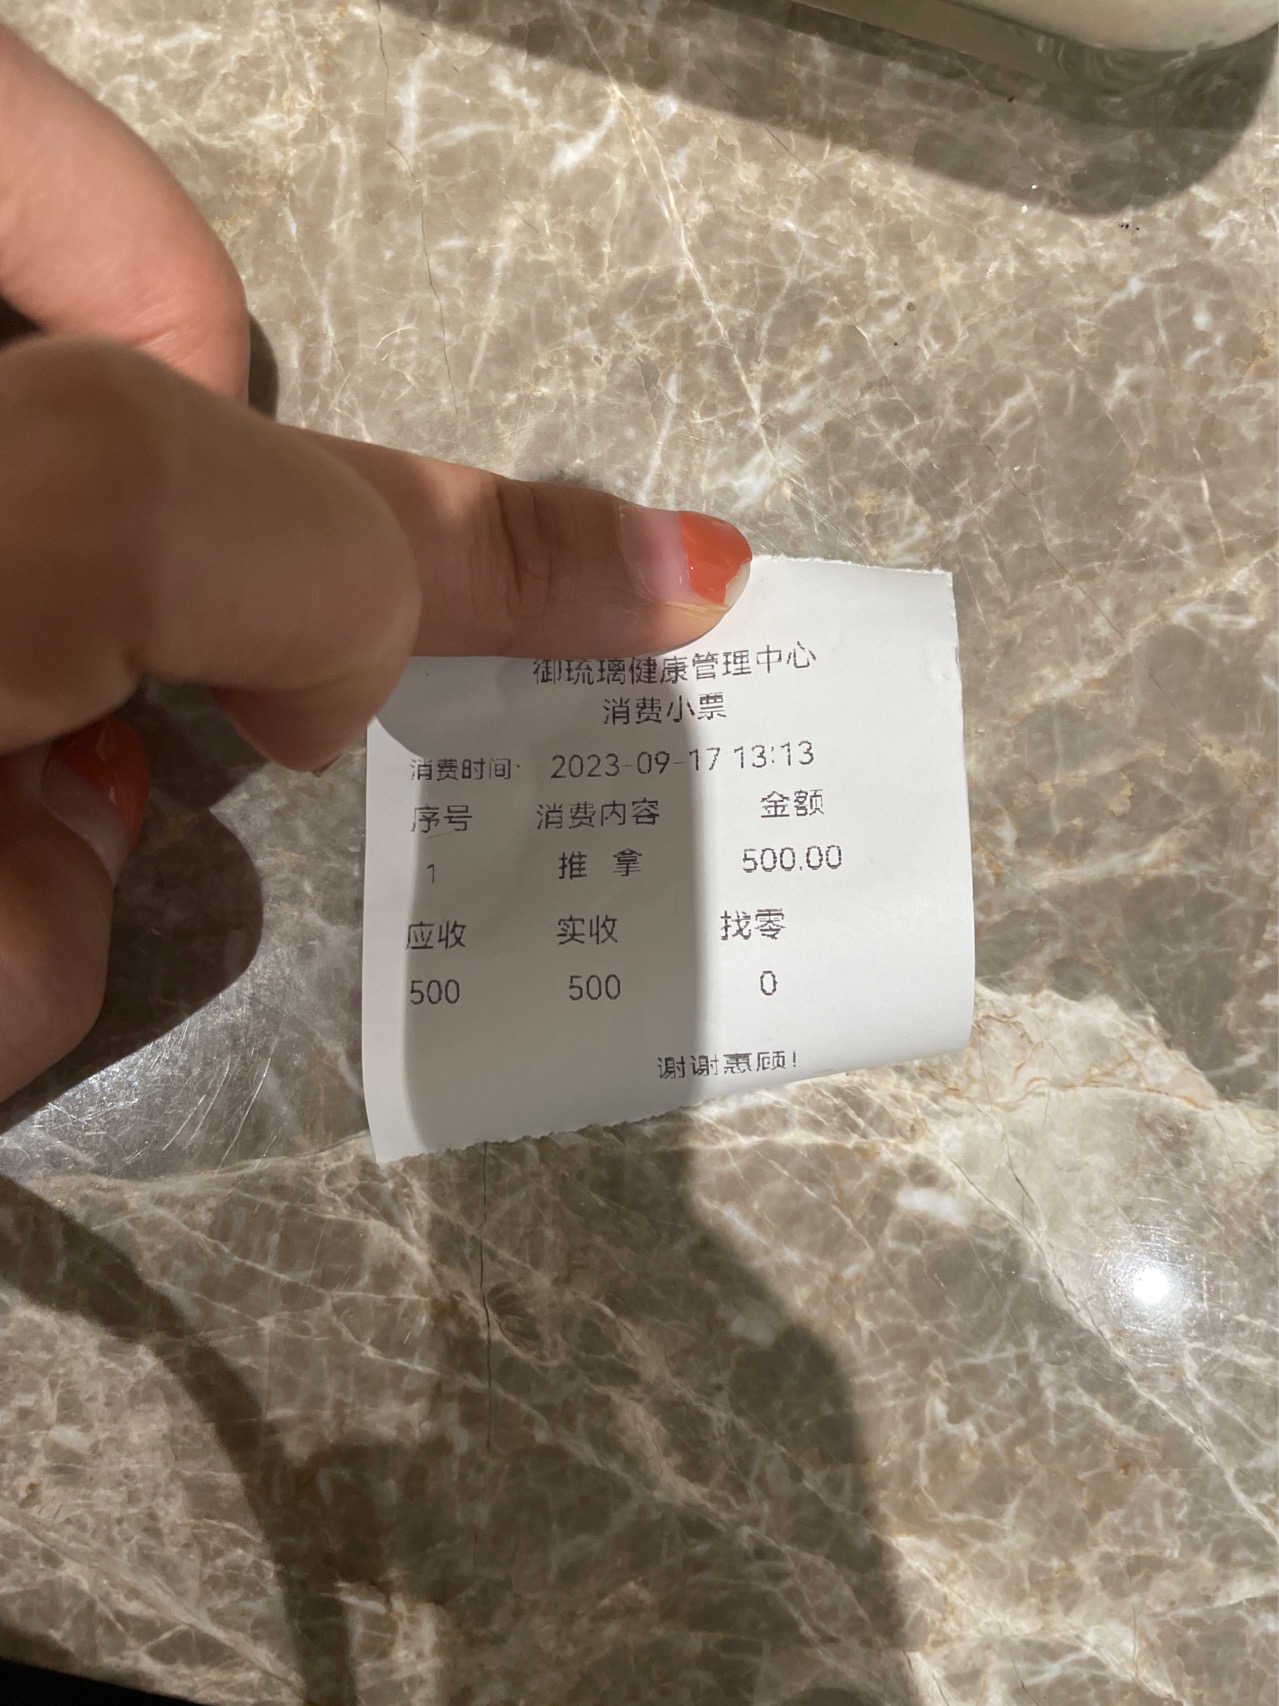 御琉璃健康管理中心
消费小票
消费时间: 2023-09-17 13:13
序号 消费内容 金额
1 推 拿 500.00
应收 实收 找零
500 500 0
谢谢惠顾!